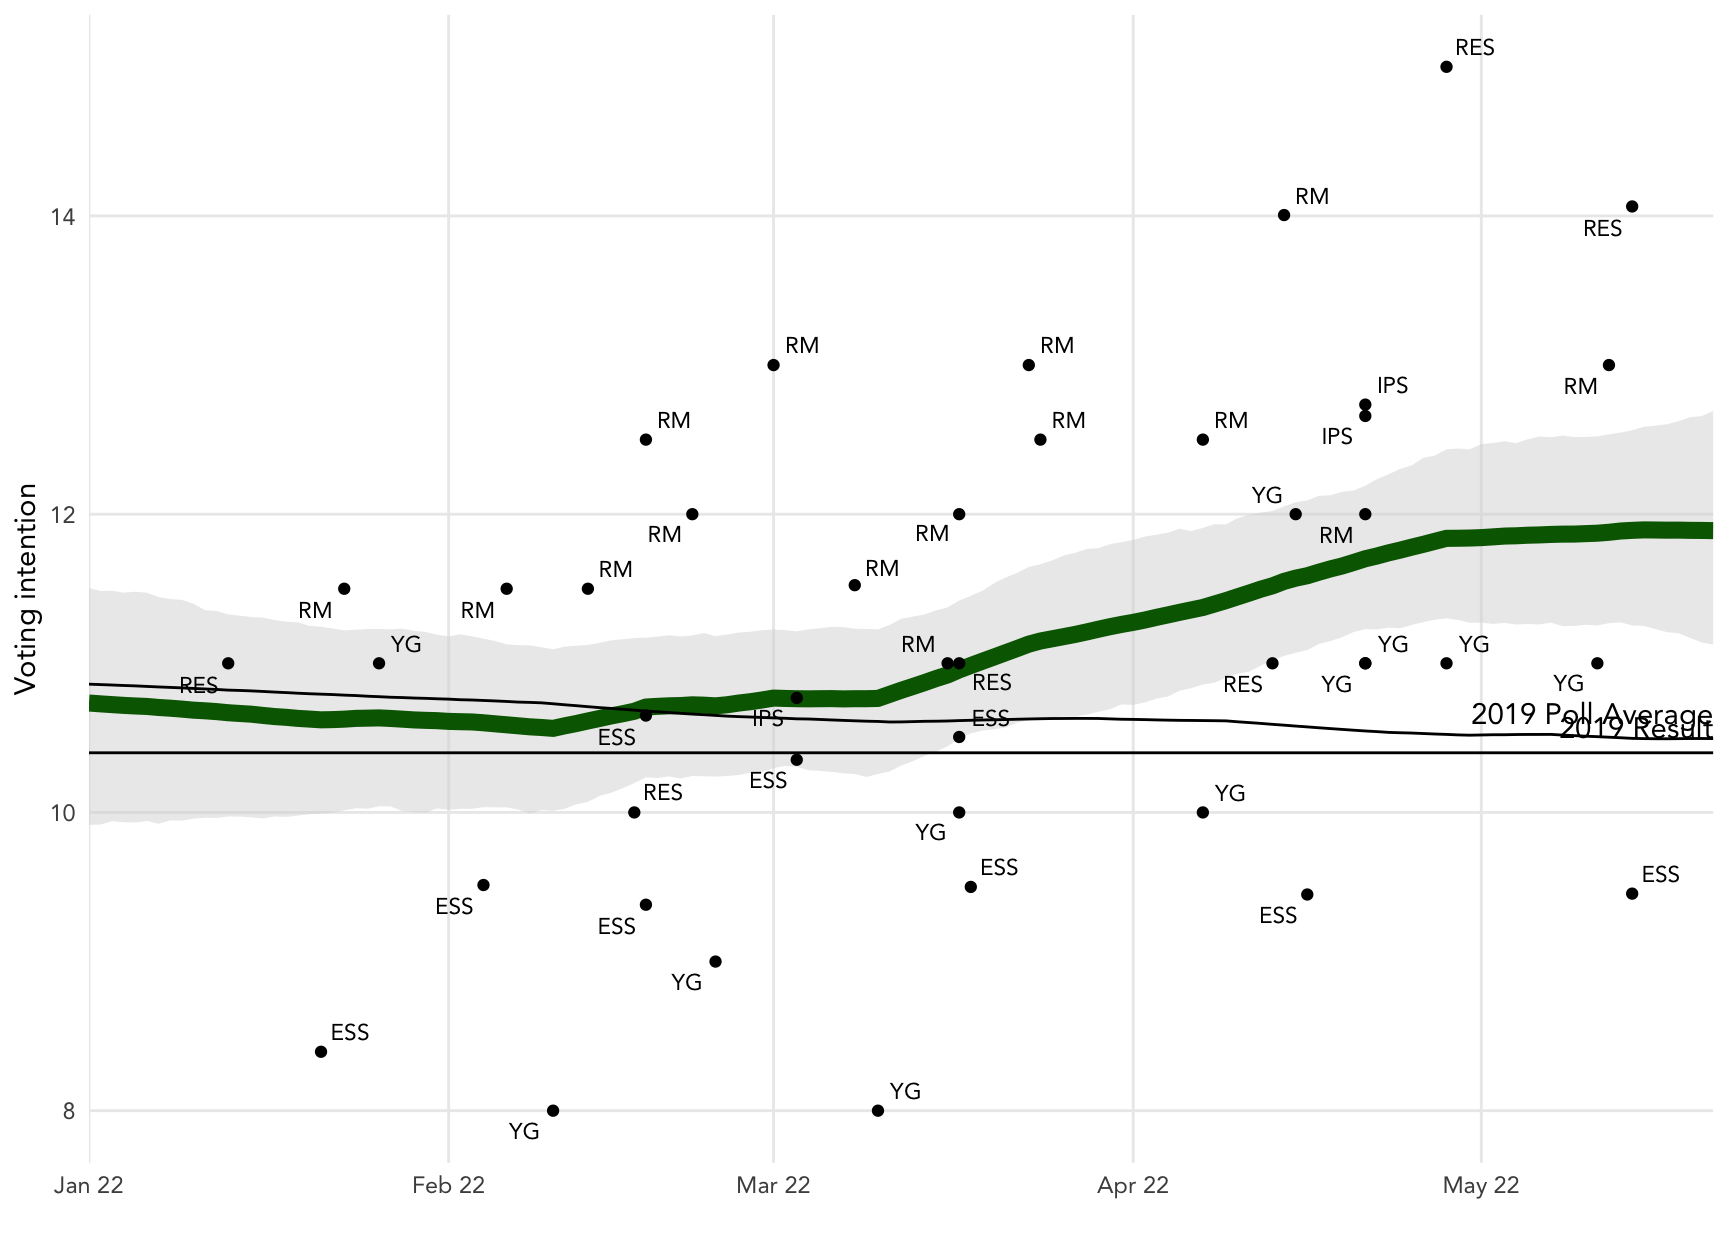 RES
14
RM
RES
RM
RM
RM
IPS
RM
RM
RM
RM
IPS
YG
12
RM
RM
RM
RM
RM
RM
RM
RM
YG
RM
YG
YG
RES
RES
RES
YG
YG
2019 Poll Average
IPS
ESS
2019 Result
ESS
ESS
RES
YG
10
YG
ESS
ESS
ESS
ESS
ESS
YG
ESS
YG
8
YG
Voting intention
Jan 22
Feb 22
Mar 22
Apr 22
May 22